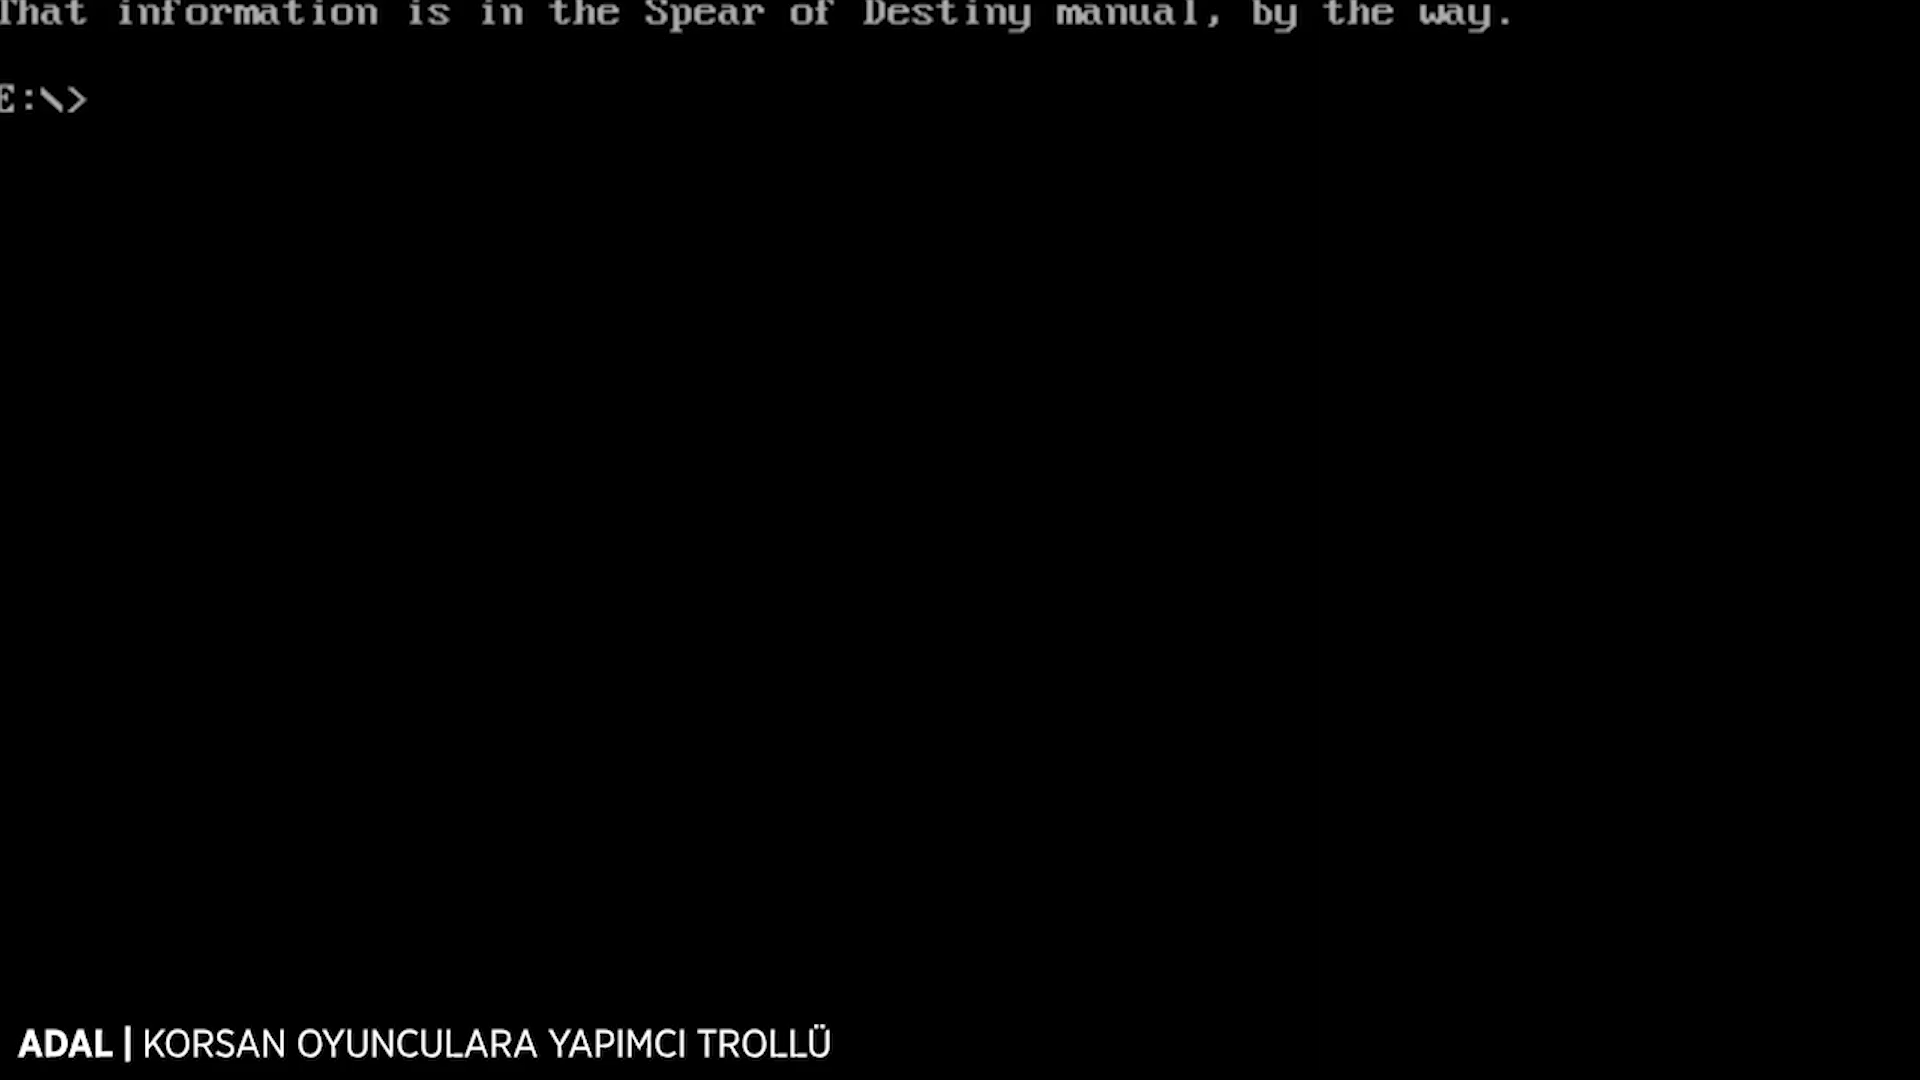 That information is in the Spear of Destiny manual, by the way.
E:\>
ADAL | KORSAN OYUNCULARA YAPIMCI TROLLÜ